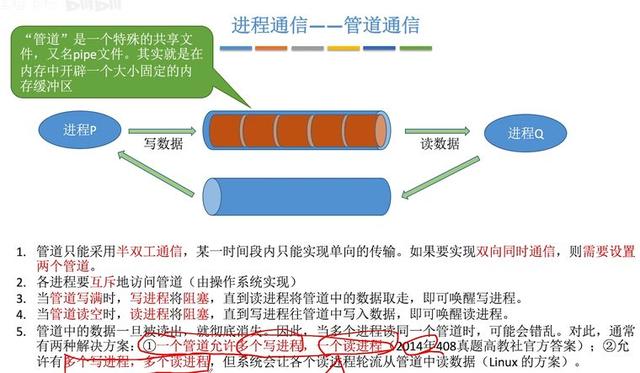 进程通信——管道通信
“管道”是一个特殊的共享文
件，又名pipe文件。其实就是在
内存中开辟一个大小固定的内
存缓冲区
进程P
写数据
读数据
进程Q
1. 管道只能采用半双工通信，某一时间段内只能实现单向的传输。如果要实现双向同时通信，则需要设置
两个管道。
2. 各进程要互斥地访问管道（由操作系统实现）
3. 当管道写满时，写进程将阻塞，直到读进程将管道中的数据取走，即可唤醒写进程。
4. 当管道读空时，读进程将阻塞，直到写进程往管道中写入数据，即可唤醒读进程。
5. 管道中的数据一旦被读出，就彻底消失。因此，当多个进程读同一个管道时，可能会错乱。对此，通常
有两种解决方案：①一个管道允许多个写进程，一个读进程（2014年408真题高教社官方答案）；②允
许有多个写进程，多个读进程，但系统会让各个读进程轮流从管道中读数据（Linux 的方案）。